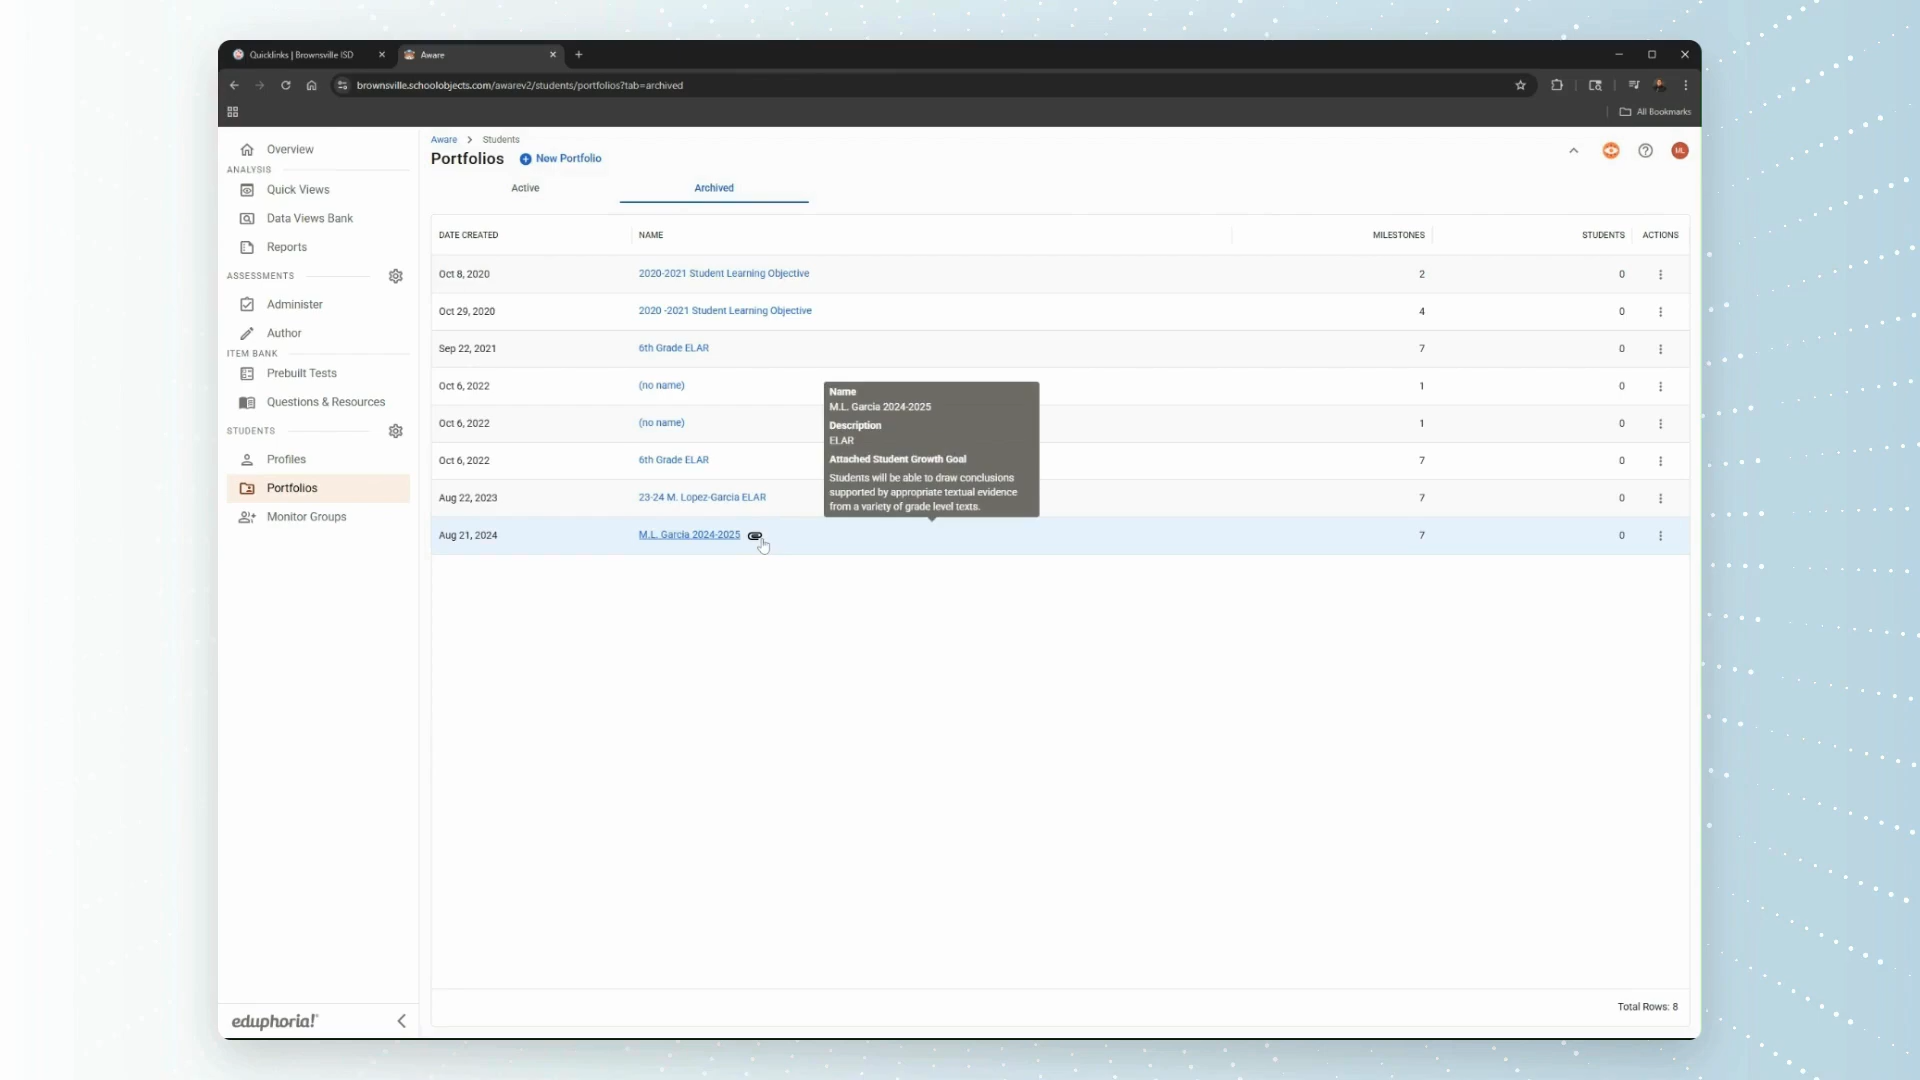 Quicklinks | Brownsville ISD
Aware
brownsville.schoolobjects.com/awarev2/students/portfolios?tab=archived
All Bookmarks
Overview
ANALYSIS
Quick Views
Data Views Bank
Reports
ASSESSMENTS
Administer
Author
ITEM BANK
Prebuilt Tests
Questions & Resources
STUDENTS
Profiles
Portfolios
Monitor Groups
eduphoria!
Aware > Students
Portfolios New Portfolio
ML
Active Archived
DATE CREATED NAME MILESTONES STUDENTS ACTIONS
Oct 8, 2020 2020-2021 Student Learning Objective 2 0
Oct 29, 2020 2020 -2021 Student Learning Objective 4 0
Sep 22, 2021 6th Grade ELAR 7 0
Oct 6, 2022 (no name) 1 0
Oct 6, 2022 (no name) 1 0
Oct 6, 2022 6th Grade ELAR 7 0
Aug 22, 2023 23-24 M. Lopez-Garcia ELAR 7 0
Aug 21, 2024 M.L. Garcia 2024-2025 7 0
Name
M.L. Garcia 2024-2025
Description
ELAR
Attached Student Growth Goal
Students will be able to draw conclusions
supported by appropriate textual evidence
from a variety of grade level texts.
Total Rows: 8